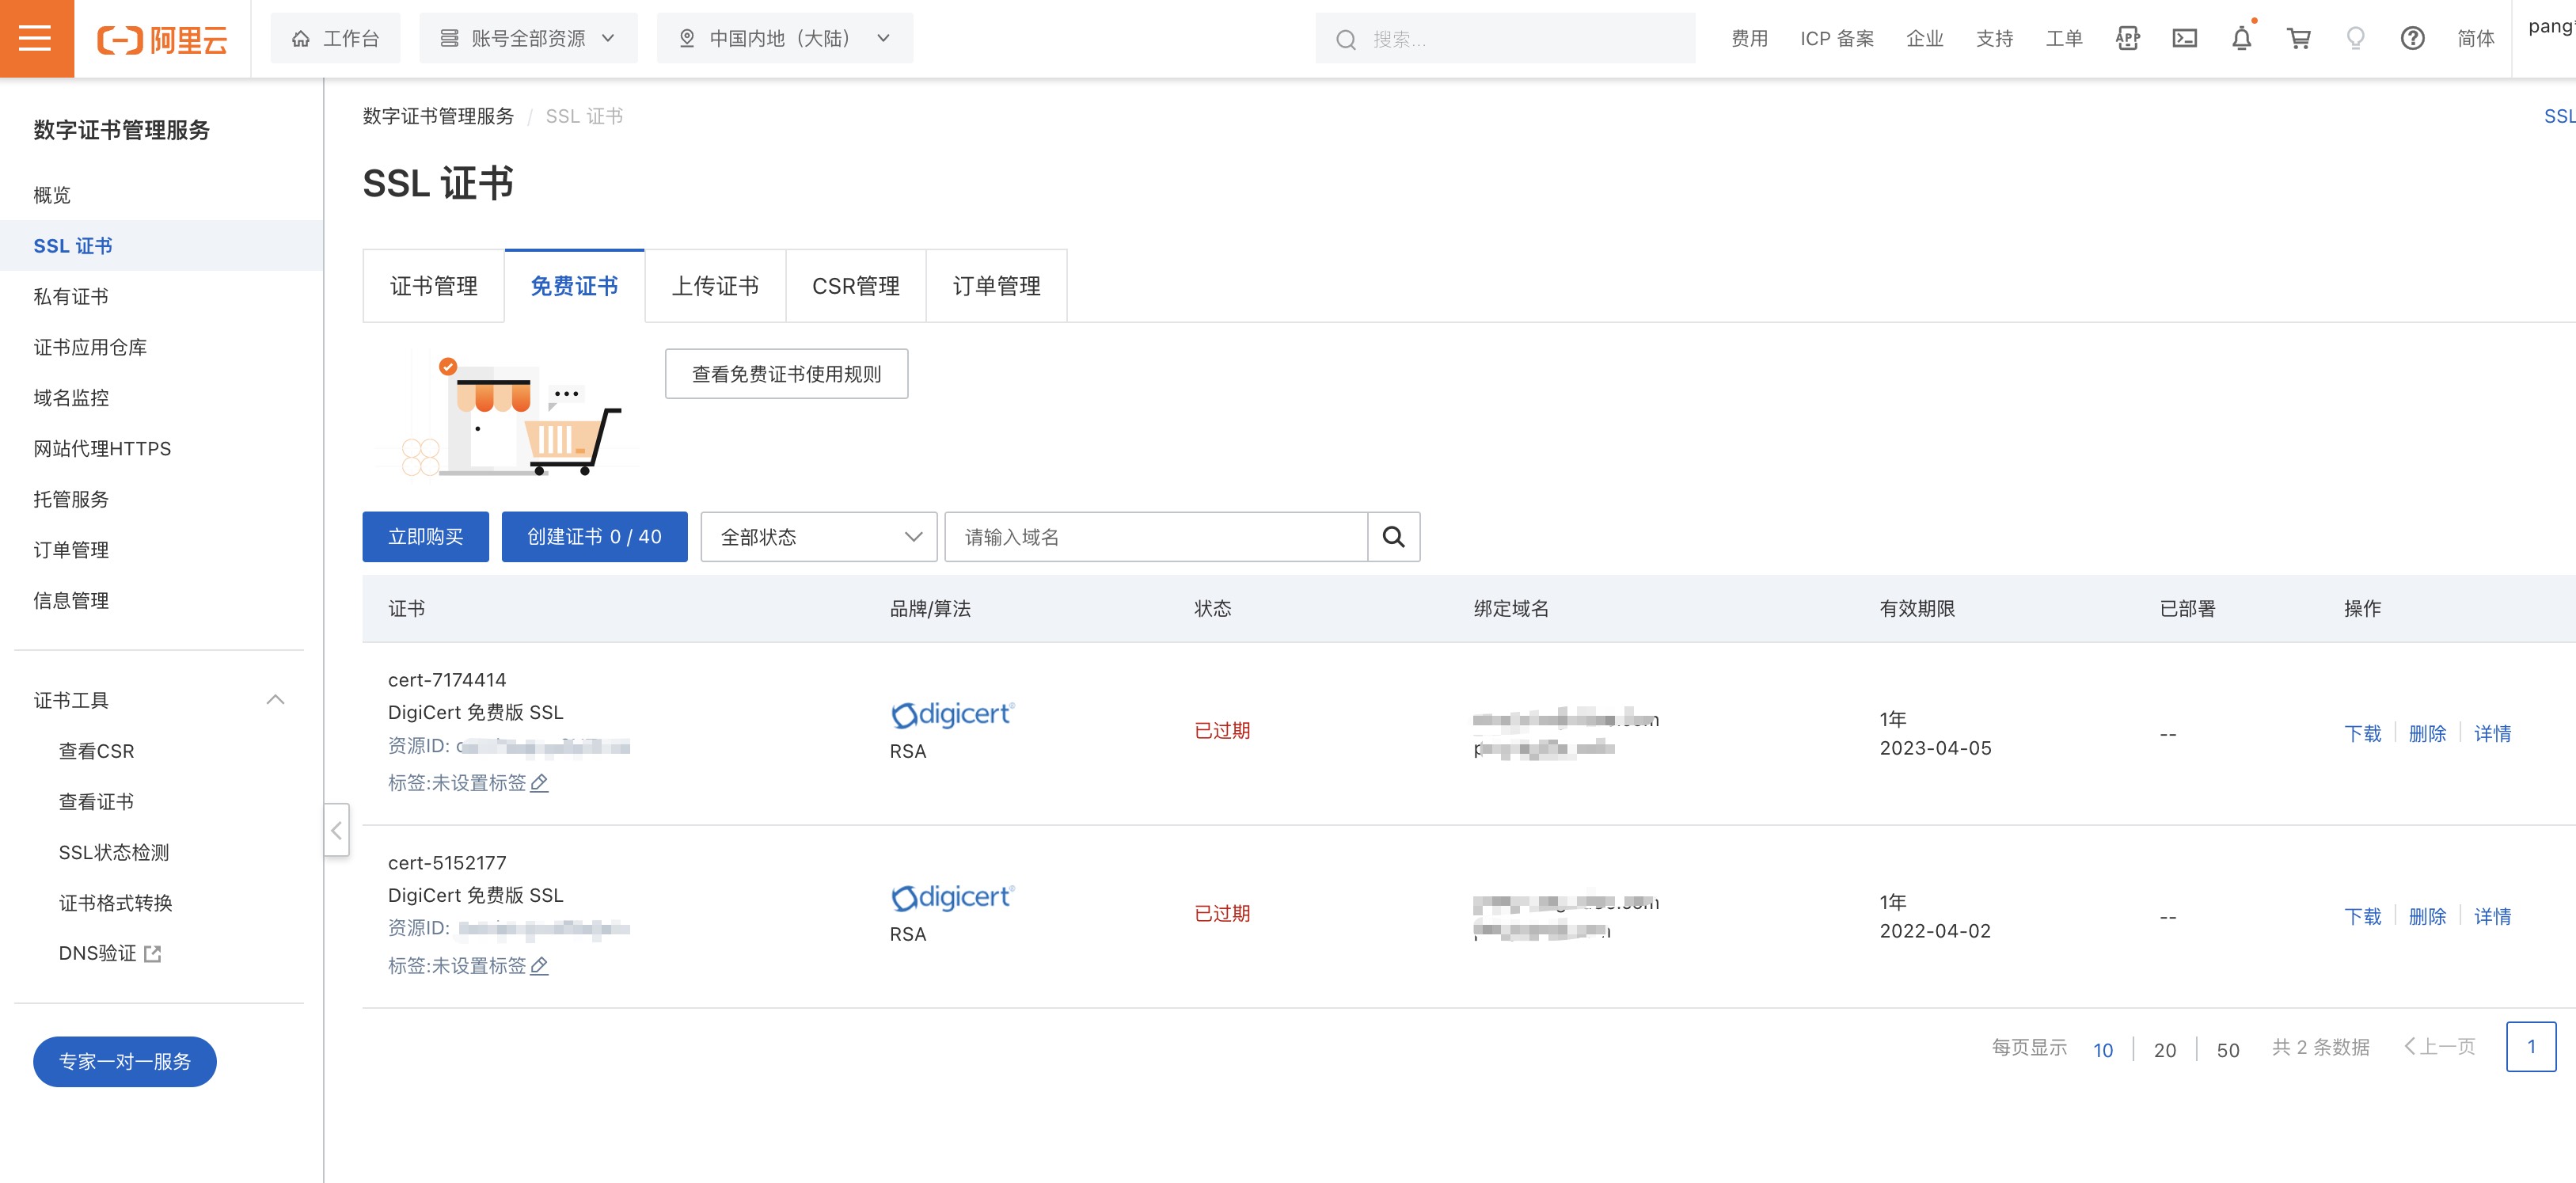 阿里云
工作台
账号全部资源
中国内地（大陆）
搜索...
费用
ICP 备案
企业
支持
工单
APP
简体
pang
数字证书管理服务
概览
SSL 证书
私有证书
证书应用仓库
域名监控
网站代理HTTPS
托管服务
订单管理
信息管理
证书工具
查看CSR
查看证书
SSL状态检测
证书格式转换
DNS验证
专家一对一服务
数字证书管理服务 / SSL 证书
SSL
SSL 证书
证书管理
免费证书
上传证书
CSR管理
订单管理
查看免费证书使用规则
立即购买
创建证书 0 / 40
全部状态
请输入域名
证书
品牌/算法
状态
绑定域名
有效期限
已部署
操作
cert-7174414
DigiCert 免费版 SSL
资源ID:
标签:未设置标签
digicert®
RSA
已过期
1年
2023-04-05
--
下载
删除
详情
cert-5152177
DigiCert 免费版 SSL
资源ID:
标签:未设置标签
digicert®
RSA
已过期
1年
2022-04-02
--
下载
删除
详情
每页显示 10 20 50 共 2 条数据 上一页 1